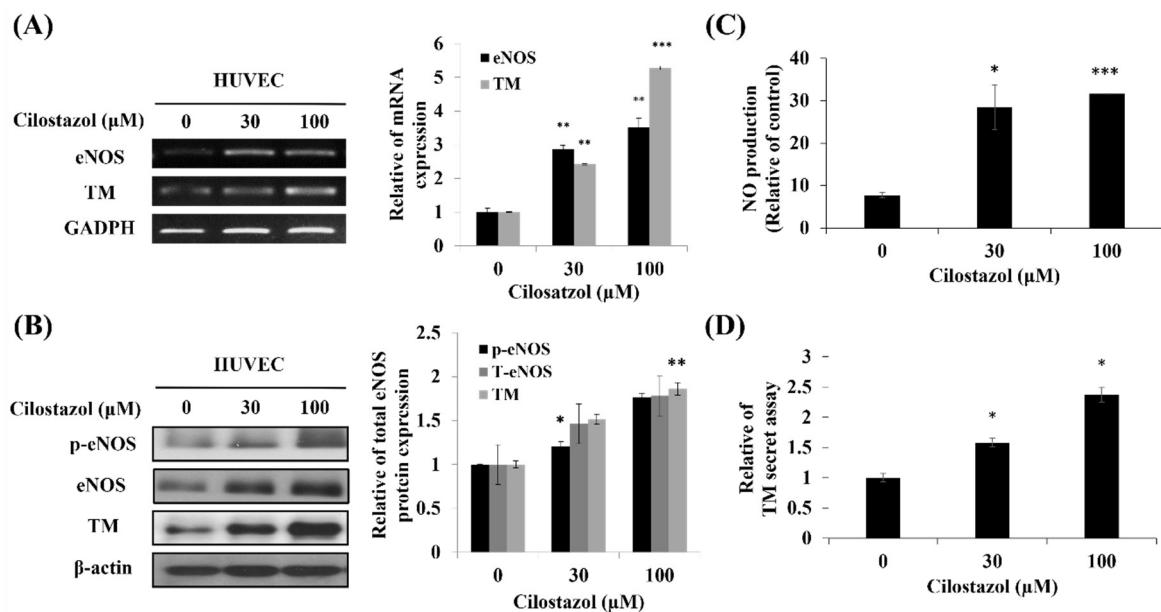 (A)
HUVEC
Cilostazol (μM) 0 30 100
eNOS
TM
GADPH
Relative of mRNA
expression
6
5
4
3
2
1
0
eNOS
TM
** ** ** ***
0 30 100
Cilosatzol (μM)
(C)
NO production
(Relative of control)
40
30
20
10
0
* ***
0 30 100
Cilostazol (μM)
(B)
IIUVEC
Cilostazol (μM) 0 30 100
p-eNOS
eNOS
TM
β-actin
Relative of total eNOS
protein expression
2.5
2
1.5
1
0.5
0
p-eNOS
T-eNOS
TM
* **
0 30 100
Cilostazol (μM)
(D)
Relative of
TM secret assay
3
2.5
2
1.5
1
0.5
0
* *
0 30 100
Cilostazol (μM)